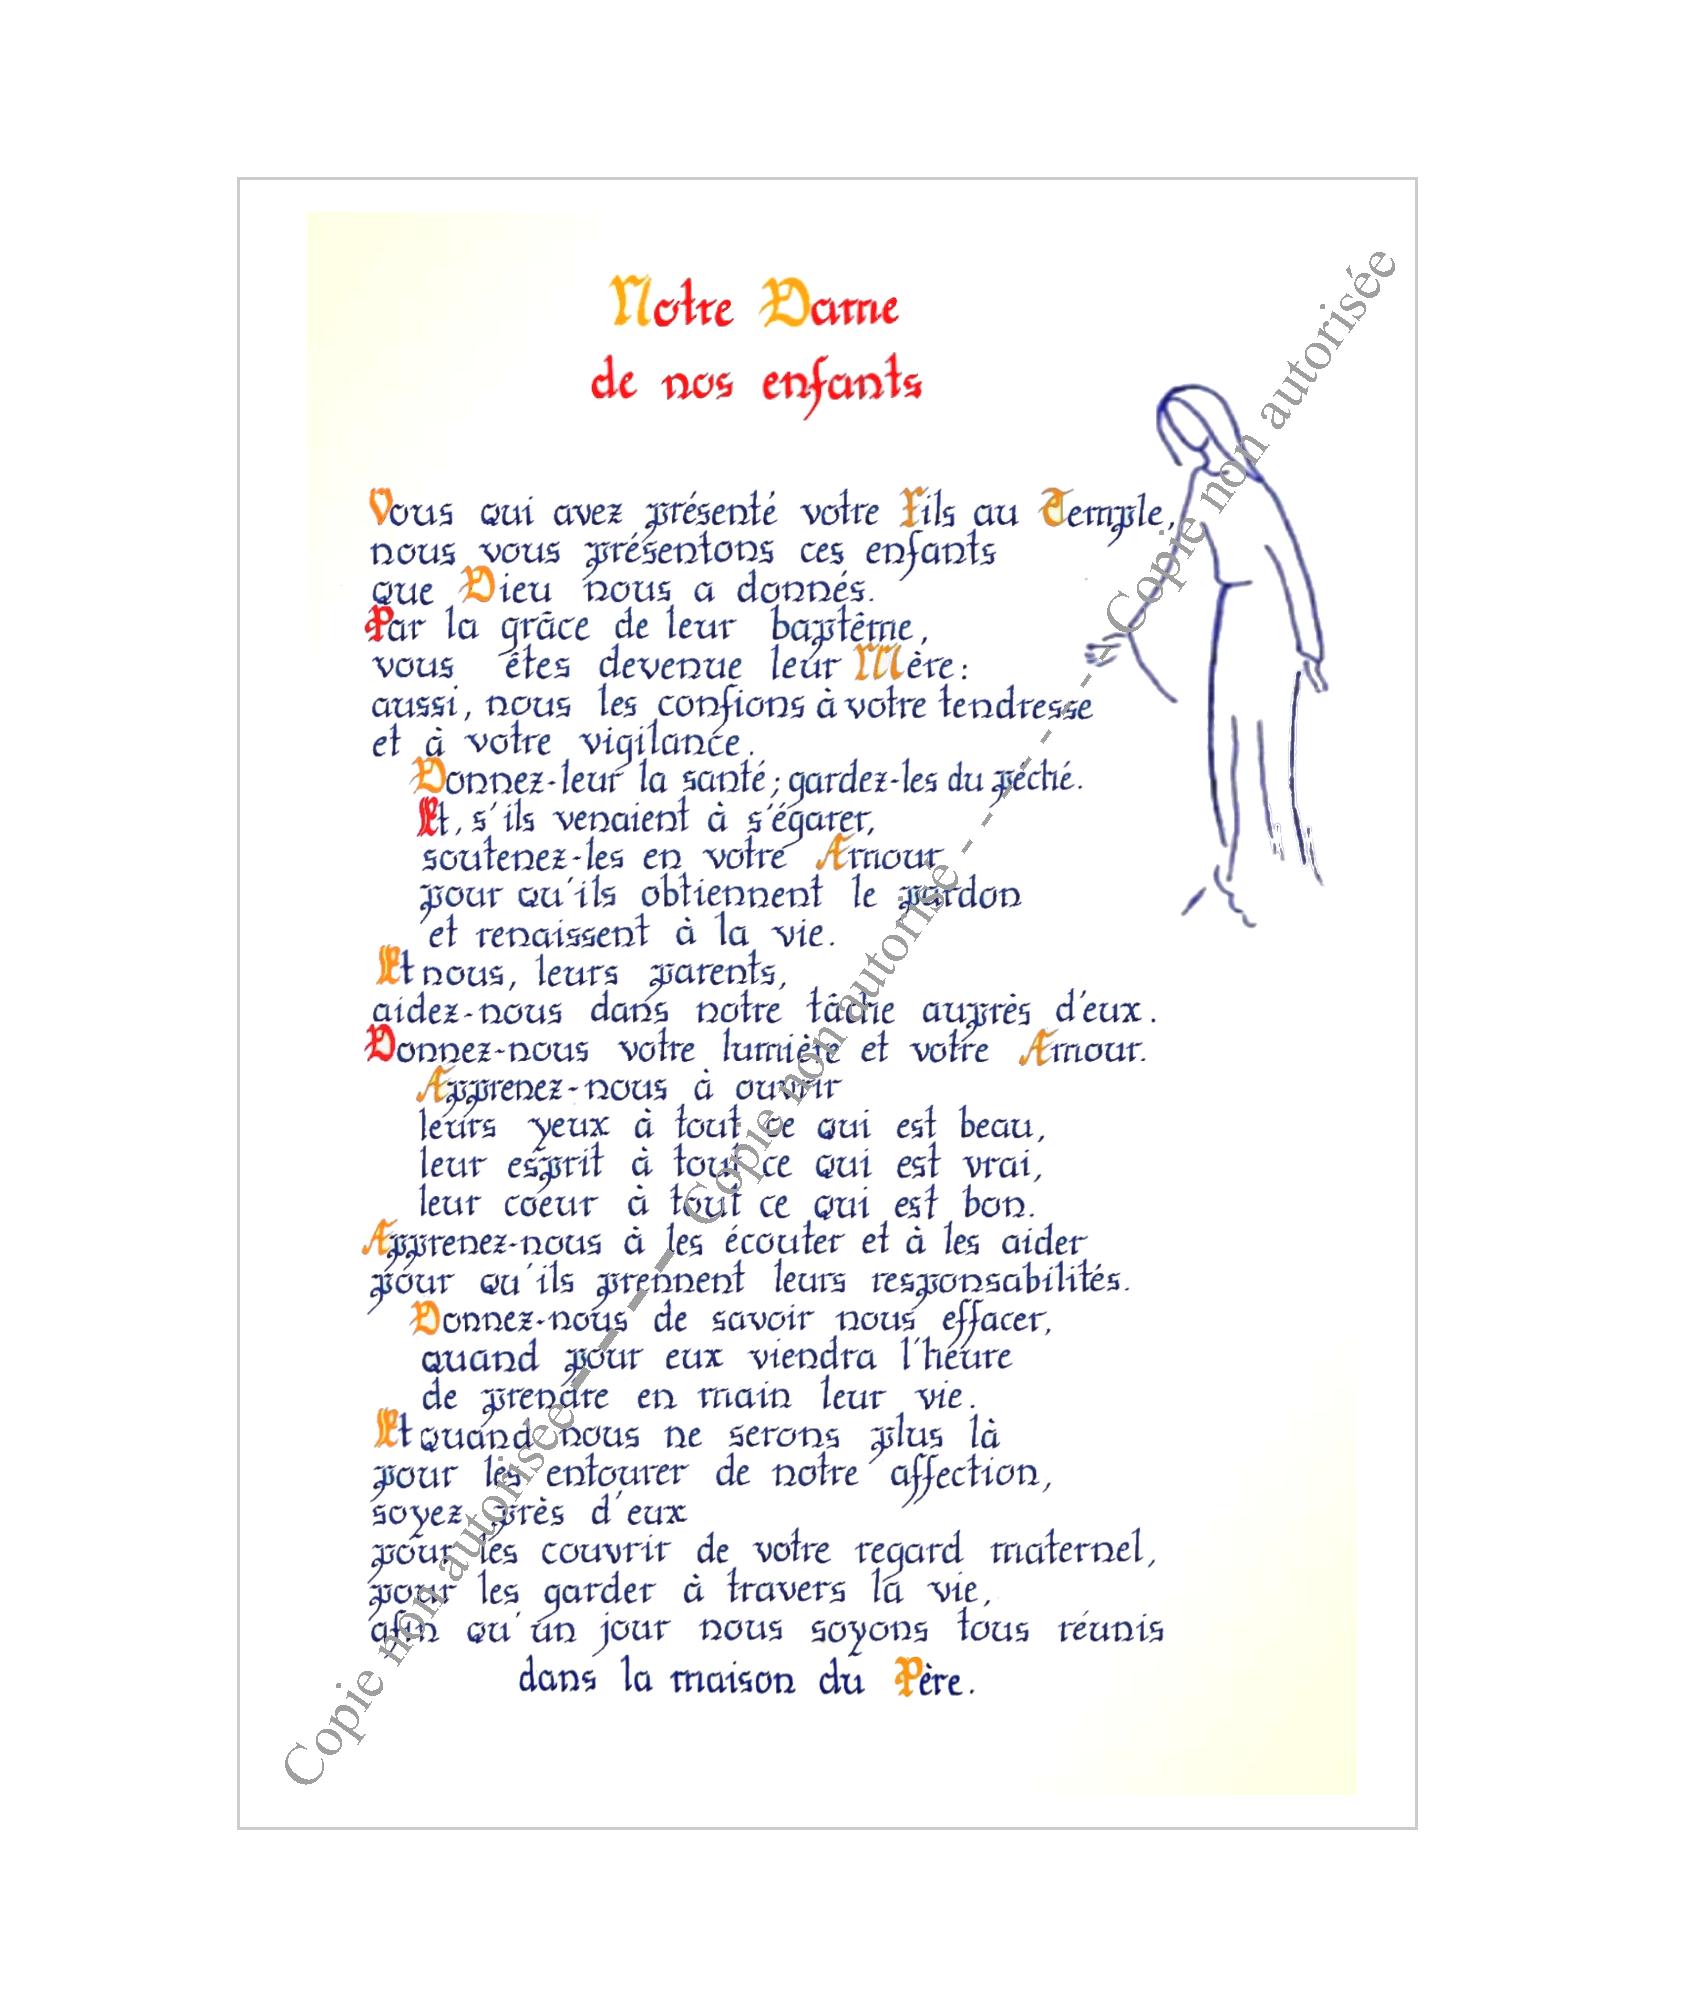 Notre Dame
de nos enfants
Vous qui avez présenté votre Fils au Temple,
nous vous présentons ces enfants
que Dieu nous a donnés.
Par la grâce de leur baptême,
vous êtes devenue leur Mère :
aussi, nous les confions à votre tendresse
et à votre vigilance.
Donnez-leur la santé ; gardez-les du péché.
Et, s'ils venaient à s'égarer,
soutenez-les en votre Amour
pour qu'ils obtiennent le pardon
et renaissent à la vie.
Et nous, leurs parents,
aidez-nous dans notre tâche auprès d'eux.
Donnez-nous votre lumière et votre Amour.
Apprenez-nous à ouvrir
leurs yeux à tout ce qui est beau,
leur esprit à tout ce qui est vrai,
leur coeur à tout ce qui est bon.
Apprenez-nous à les écouter et à les aider
pour qu'ils prennent leurs responsabilités.
Donnez-nous de savoir nous effacer,
quand pour eux viendra l'heure
de prendre en main leur vie.
Et quand nous ne serons plus là
pour les entourer de notre affection,
soyez près d'eux
pour les couvrir de votre regard maternel,
pour les garder à travers la vie,
afin qu'un jour nous soyons tous réunis
dans la maison du Père.
Copie non autorisée -- Copie non autorisé -- Copie non autorisée